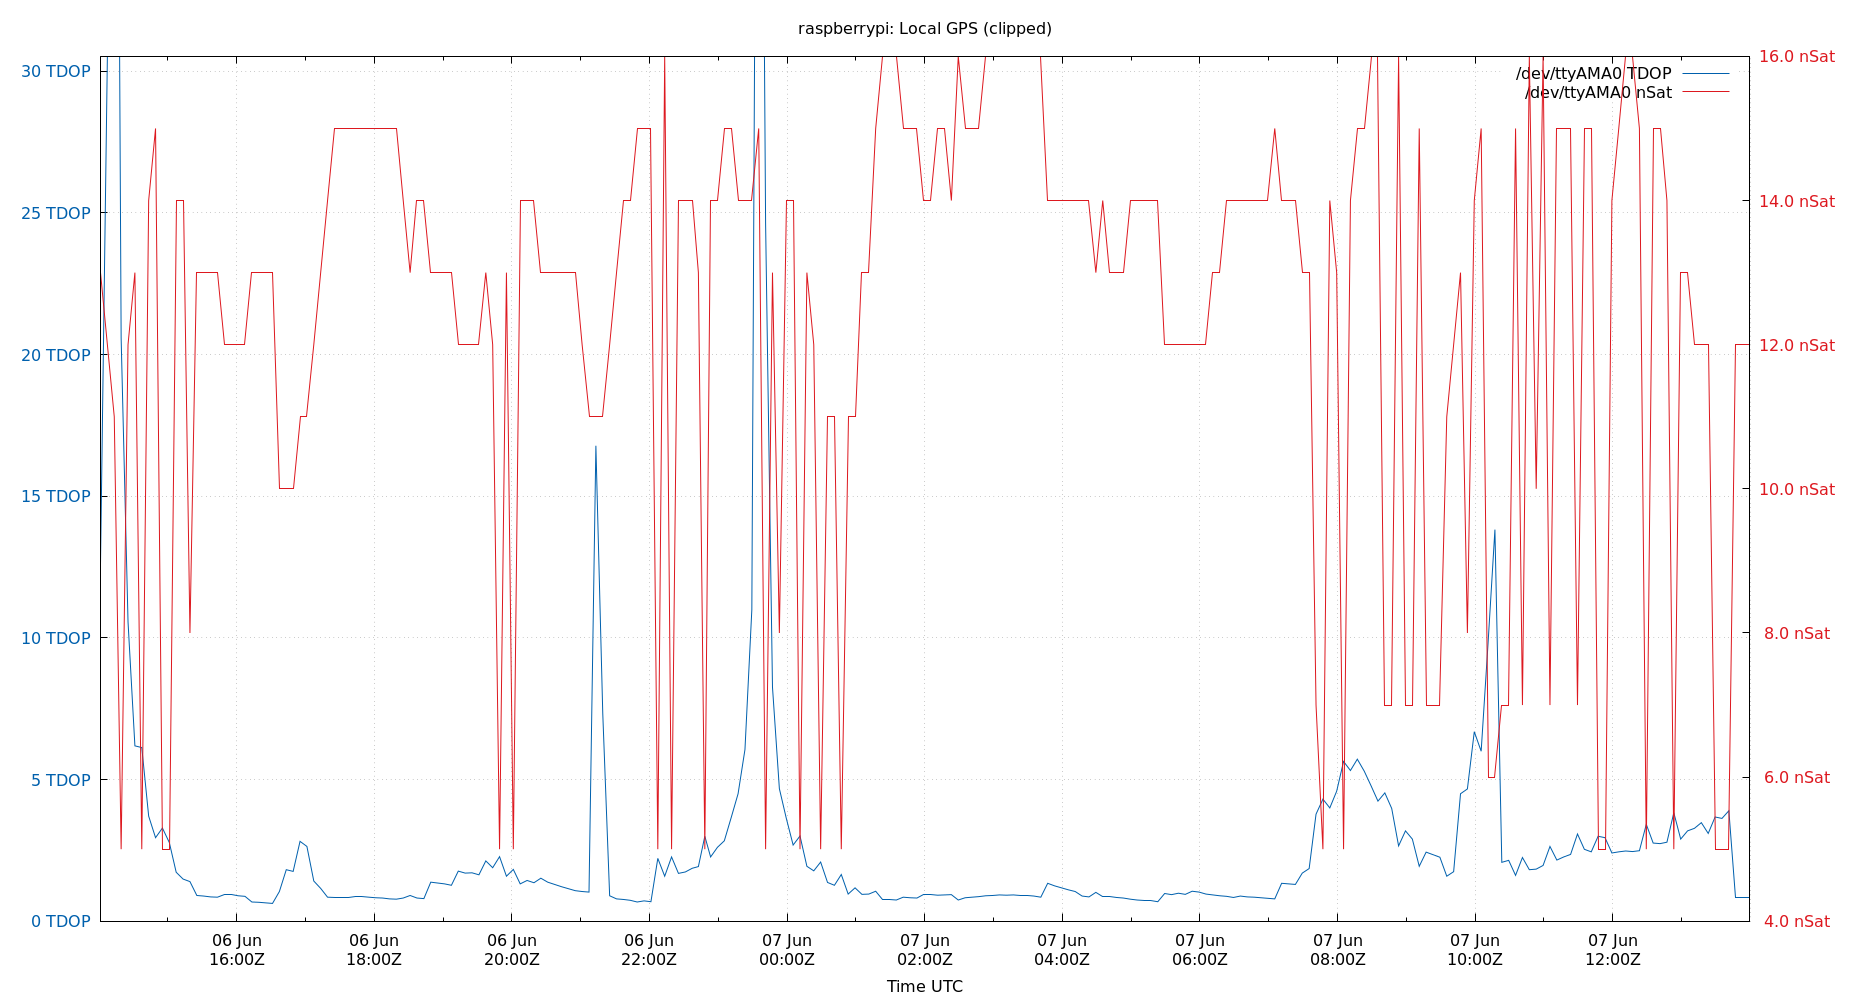 raspberrypi: Local GPS (clipped)
30 TDOP
25 TDOP
20 TDOP
15 TDOP
10 TDOP
5 TDOP
0 TDOP
16.0 nSat
14.0 nSat
12.0 nSat
10.0 nSat
8.0 nSat
6.0 nSat
4.0 nSat
/dev/ttyAMA0 TDOP
/dev/ttyAMA0 nSat
06 Jun 06 Jun 06 Jun 06 Jun 07 Jun 07 Jun 07 Jun 07 Jun 07 Jun 07 Jun 07 Jun
16:00Z 18:00Z 20:00Z 22:00Z 00:00Z 02:00Z 04:00Z 06:00Z 08:00Z 10:00Z 12:00Z
Time UTC